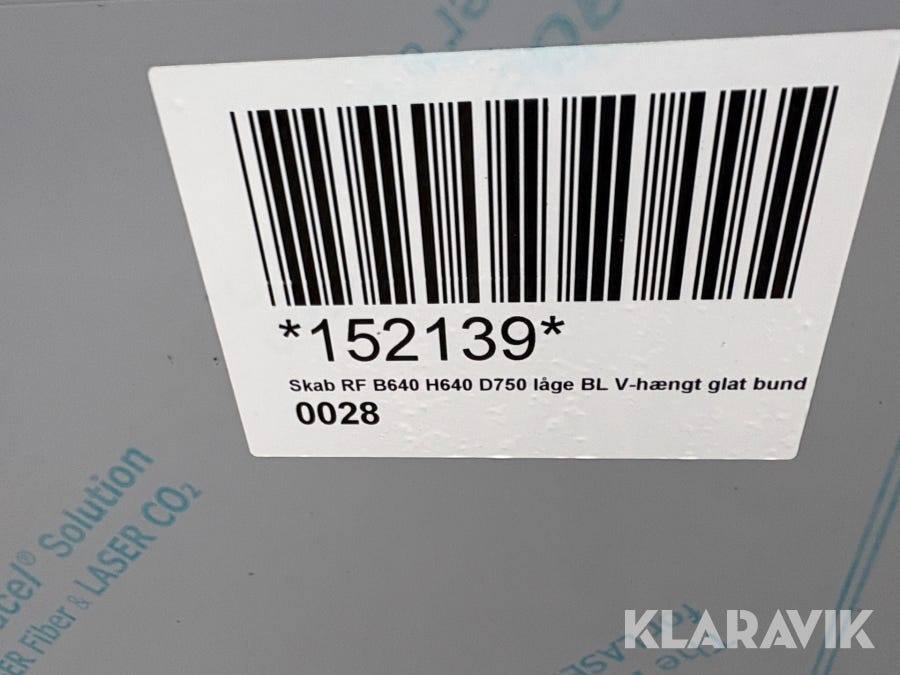 *152139*
Skab RF B640 H640 D750 låge BL V-hængt glat bund
0028
Solution
Fiber & LASER CO₂
KLARAVIK